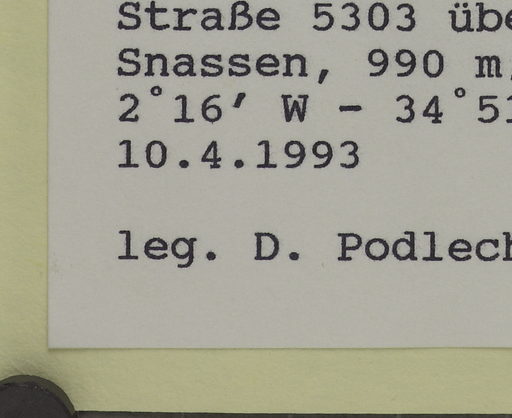 Straße 5303 übe
Snassen, 990 m
2°16′ W - 34°51
10.4.1993
leg. D. Podlech